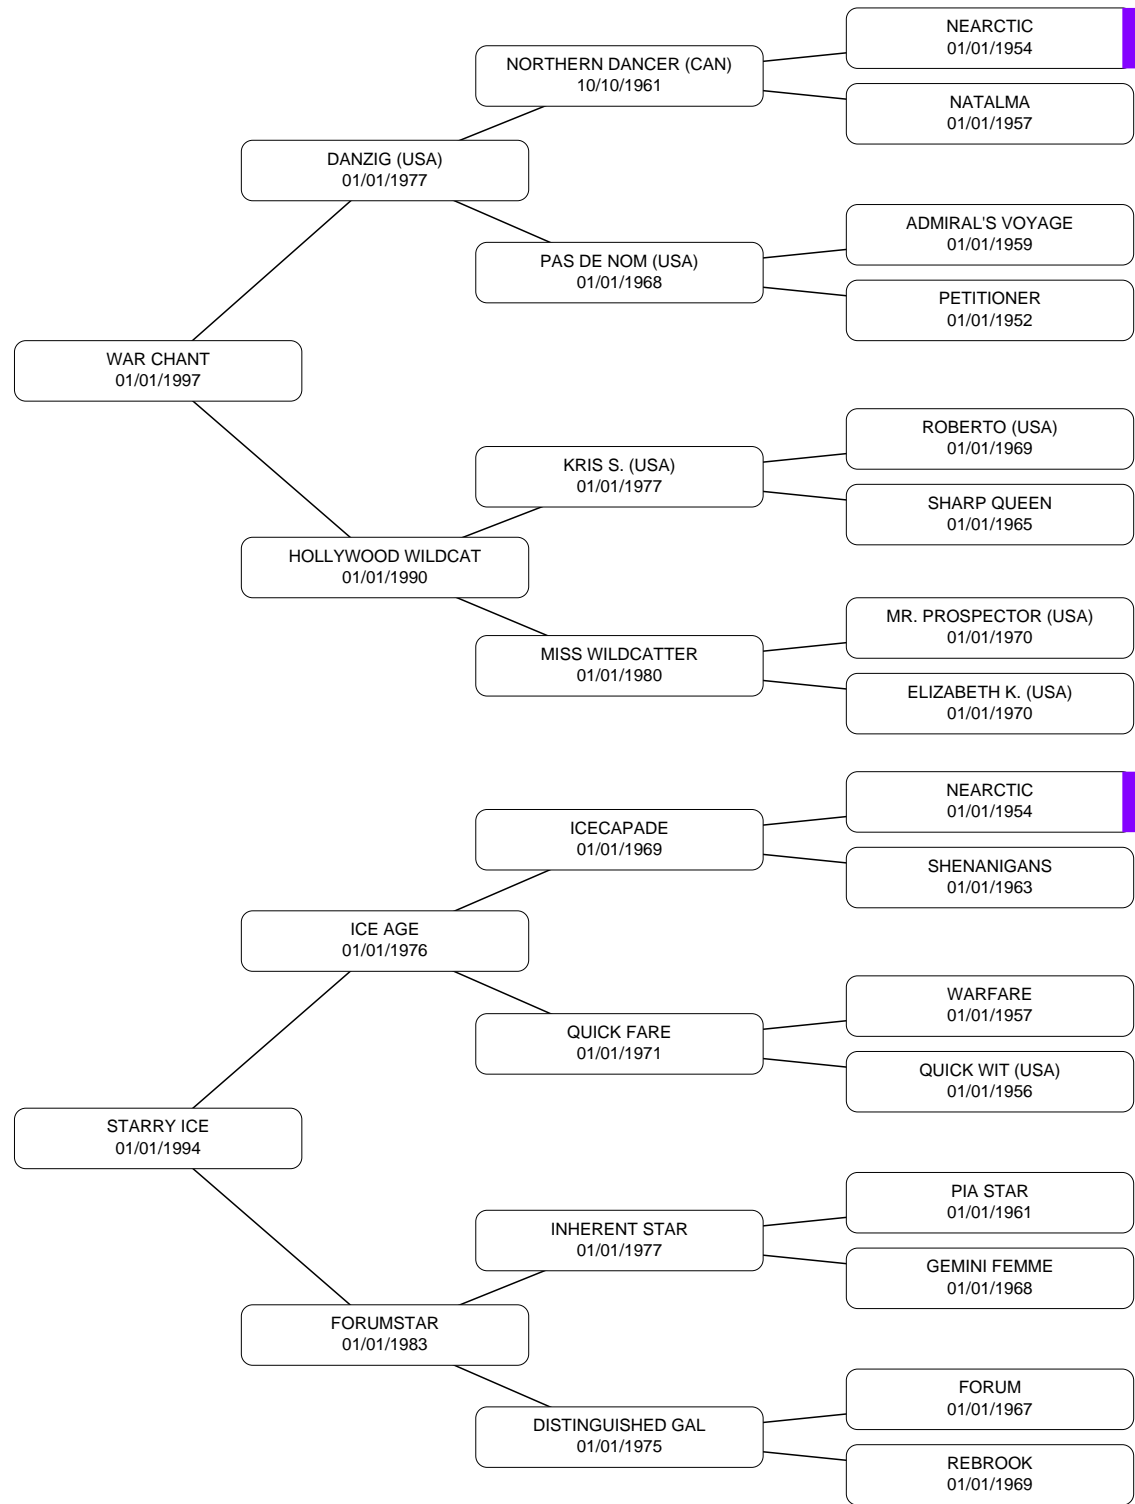 NEARCTIC
01/01/1954
NORTHERN DANCER (CAN)
10/10/1961
NATALMA
01/01/1957
DANZIG (USA)
01/01/1977
ADMIRAL'S VOYAGE
01/01/1959
PAS DE NOM (USA)
01/01/1968
PETITIONER
01/01/1952
WAR CHANT
01/01/1997
ROBERTO (USA)
01/01/1969
KRIS S. (USA)
01/01/1977
SHARP QUEEN
01/01/1965
HOLLYWOOD WILDCAT
01/01/1990
MR. PROSPECTOR (USA)
01/01/1970
MISS WILDCATTER
01/01/1980
ELIZABETH K. (USA)
01/01/1970
NEARCTIC
01/01/1954
ICECAPADE
01/01/1969
SHENANIGANS
01/01/1963
ICE AGE
01/01/1976
WARFARE
01/01/1957
QUICK FARE
01/01/1971
QUICK WIT (USA)
01/01/1956
STARRY ICE
01/01/1994
PIA STAR
01/01/1961
INHERENT STAR
01/01/1977
GEMINI FEMME
01/01/1968
FORUMSTAR
01/01/1983
FORUM
01/01/1967
DISTINGUISHED GAL
01/01/1975
REBROOK
01/01/1969